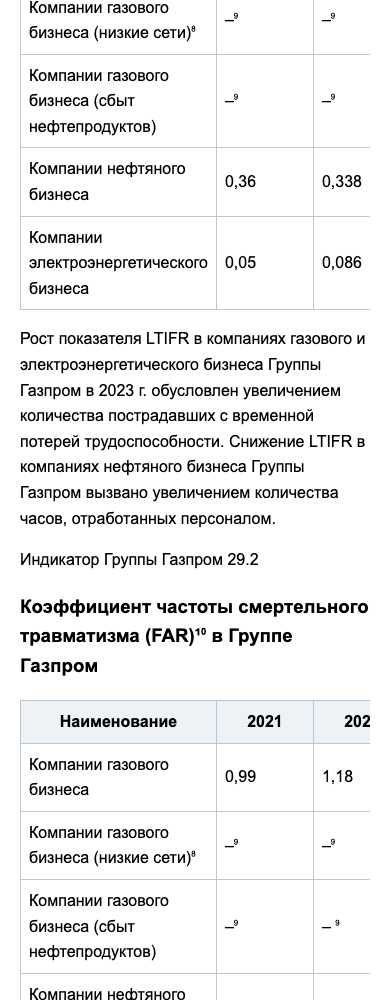 Компании газового
бизнеса (низкие сети)⁸
–⁹
–⁹
Компании газового
бизнеса (сбыт
нефтепродуктов)
–⁹
–⁹
Компании нефтяного
бизнеса
0,36
0,338
Компании
электроэнергетического
бизнеса
0,05
0,086
Рост показателя LTIFR в компаниях газового и
электроэнергетического бизнеса Группы
Газпром в 2023 г. обусловлен увеличением
количества пострадавших с временной
потерей трудоспособности. Снижение LTIFR в
компаниях нефтяного бизнеса Группы
Газпром вызвано увеличением количества
часов, отработанных персоналом.
Индикатор Группы Газпром 29.2
Коэффициент частоты смертельного
травматизма (FAR)¹⁰ в Группе
Газпром
Наименование 2021 202
Компании газового
бизнеса
0,99
1,18
Компании газового
бизнеса (низкие сети)⁸
–⁹
–⁹
Компании газового
бизнеса (сбыт
нефтепродуктов)
–⁹
– ⁹
Компании нефтяного